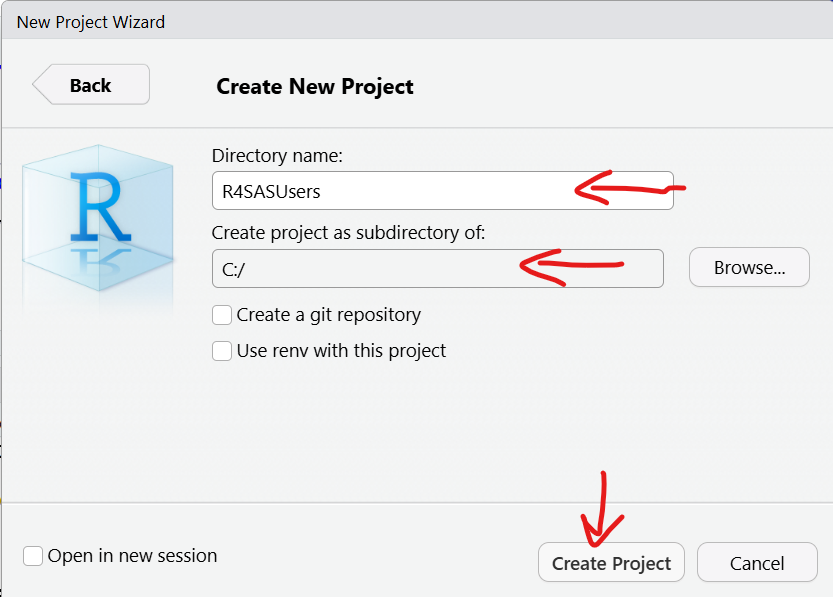 New Project Wizard
Back
Create New Project
R
Directory name:
R4SASUsers
Create project as subdirectory of:
C:/
Browse...
Create a git repository
Use renv with this project
Open in new session
Create Project
Cancel